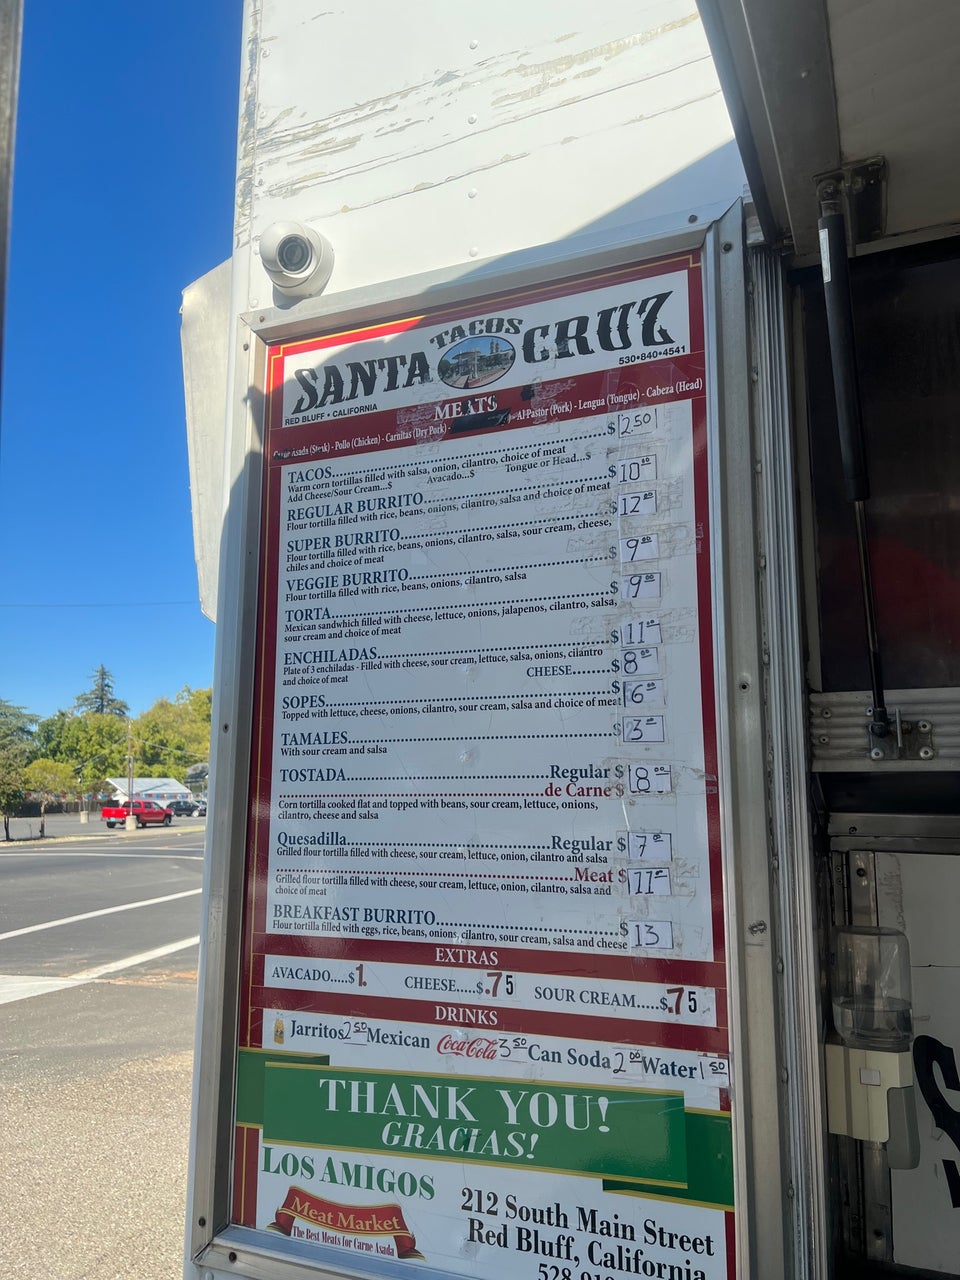 TACOS
SANTA CRUZ
530•840•4541
RED BLUFF • CALIFORNIA
MEATS
Carne Asada (Steak) - Pollo (Chicken) - Carnitas (Dry Pork) - Al-Pastor (Pork) - Lengua (Tongue) - Cabeza (Head)
TACOS $ 2.50
Warm corn tortillas filled with salsa, onion, cilantro, choice of meat
Add Cheese/Sour Cream...$ Avacado...$ Tongue or Head...$
REGULAR BURRITO $ 10.00
Flour tortilla filled with rice, beans, onions, cilantro, salsa and choice of meat
SUPER BURRITO $ 12.00
Flour tortilla filled with rice, beans, onions, cilantro, salsa, sour cream, cheese,
chiles and choice of meat
VEGGIE BURRITO $ 9.00
Flour tortilla filled with rice, beans, onions, cilantro, salsa
TORTA $ 9.00
Mexican sandwhich filled with cheese, lettuce, onions, jalapenos, cilantro, salsa,
sour cream and choice of meat
ENCHILADAS $ 11.00
Plate of 3 enchiladas - Filled with cheese, sour cream, lettuce, salsa, onions, cilantro
and choice of meat CHEESE......$ 8.00
SOPES $ 6.00
Topped with lettuce, cheese, onions, cilantro, sour cream, salsa and choice of meat
TAMALES $ 3.00
With sour cream and salsa
TOSTADA Regular $ 8.00
de Carne $
Corn tortilla cooked flat and topped with beans, sour cream, lettuce, onions,
cilantro, cheese and salsa
Quesadilla Regular $ 7.00
Grilled flour tortilla filled with cheese, sour cream, lettuce, onion, cilantro and salsa
Meat $ 11.00
Grilled flour tortilla filled with cheese, sour cream, lettuce, onion, cilantro, salsa and
choice of meat
BREAKFAST BURRITO $ 13
Flour tortilla filled with eggs, rice, beans, onions, cilantro, sour cream, salsa and cheese
EXTRAS
AVACADO....$1. CHEESE.....$.75 SOUR CREAM.....$.75
DRINKS
Jarritos 2.50 Mexican Coca-Cola 3.50 Can Soda 2.00 Water 1.50
THANK YOU!
GRACIAS!
LOS AMIGOS
Meat Market
The Best Meats for Carne Asada
212 South Main Street
Red Bluff, California